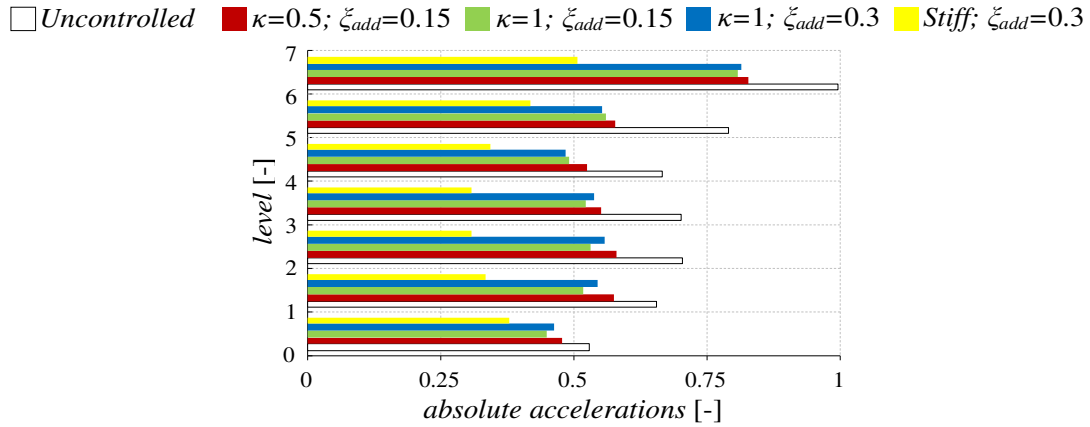 Uncontrolled κ=0.5; ξadd=0.15 κ=1; ξadd=0.15 κ=1; ξadd=0.3 Stiff; ξadd=0.3
7
6
5
4
3
2
1
0
level [-]
0 0.25 0.5 0.75 1
absolute accelerations [-]